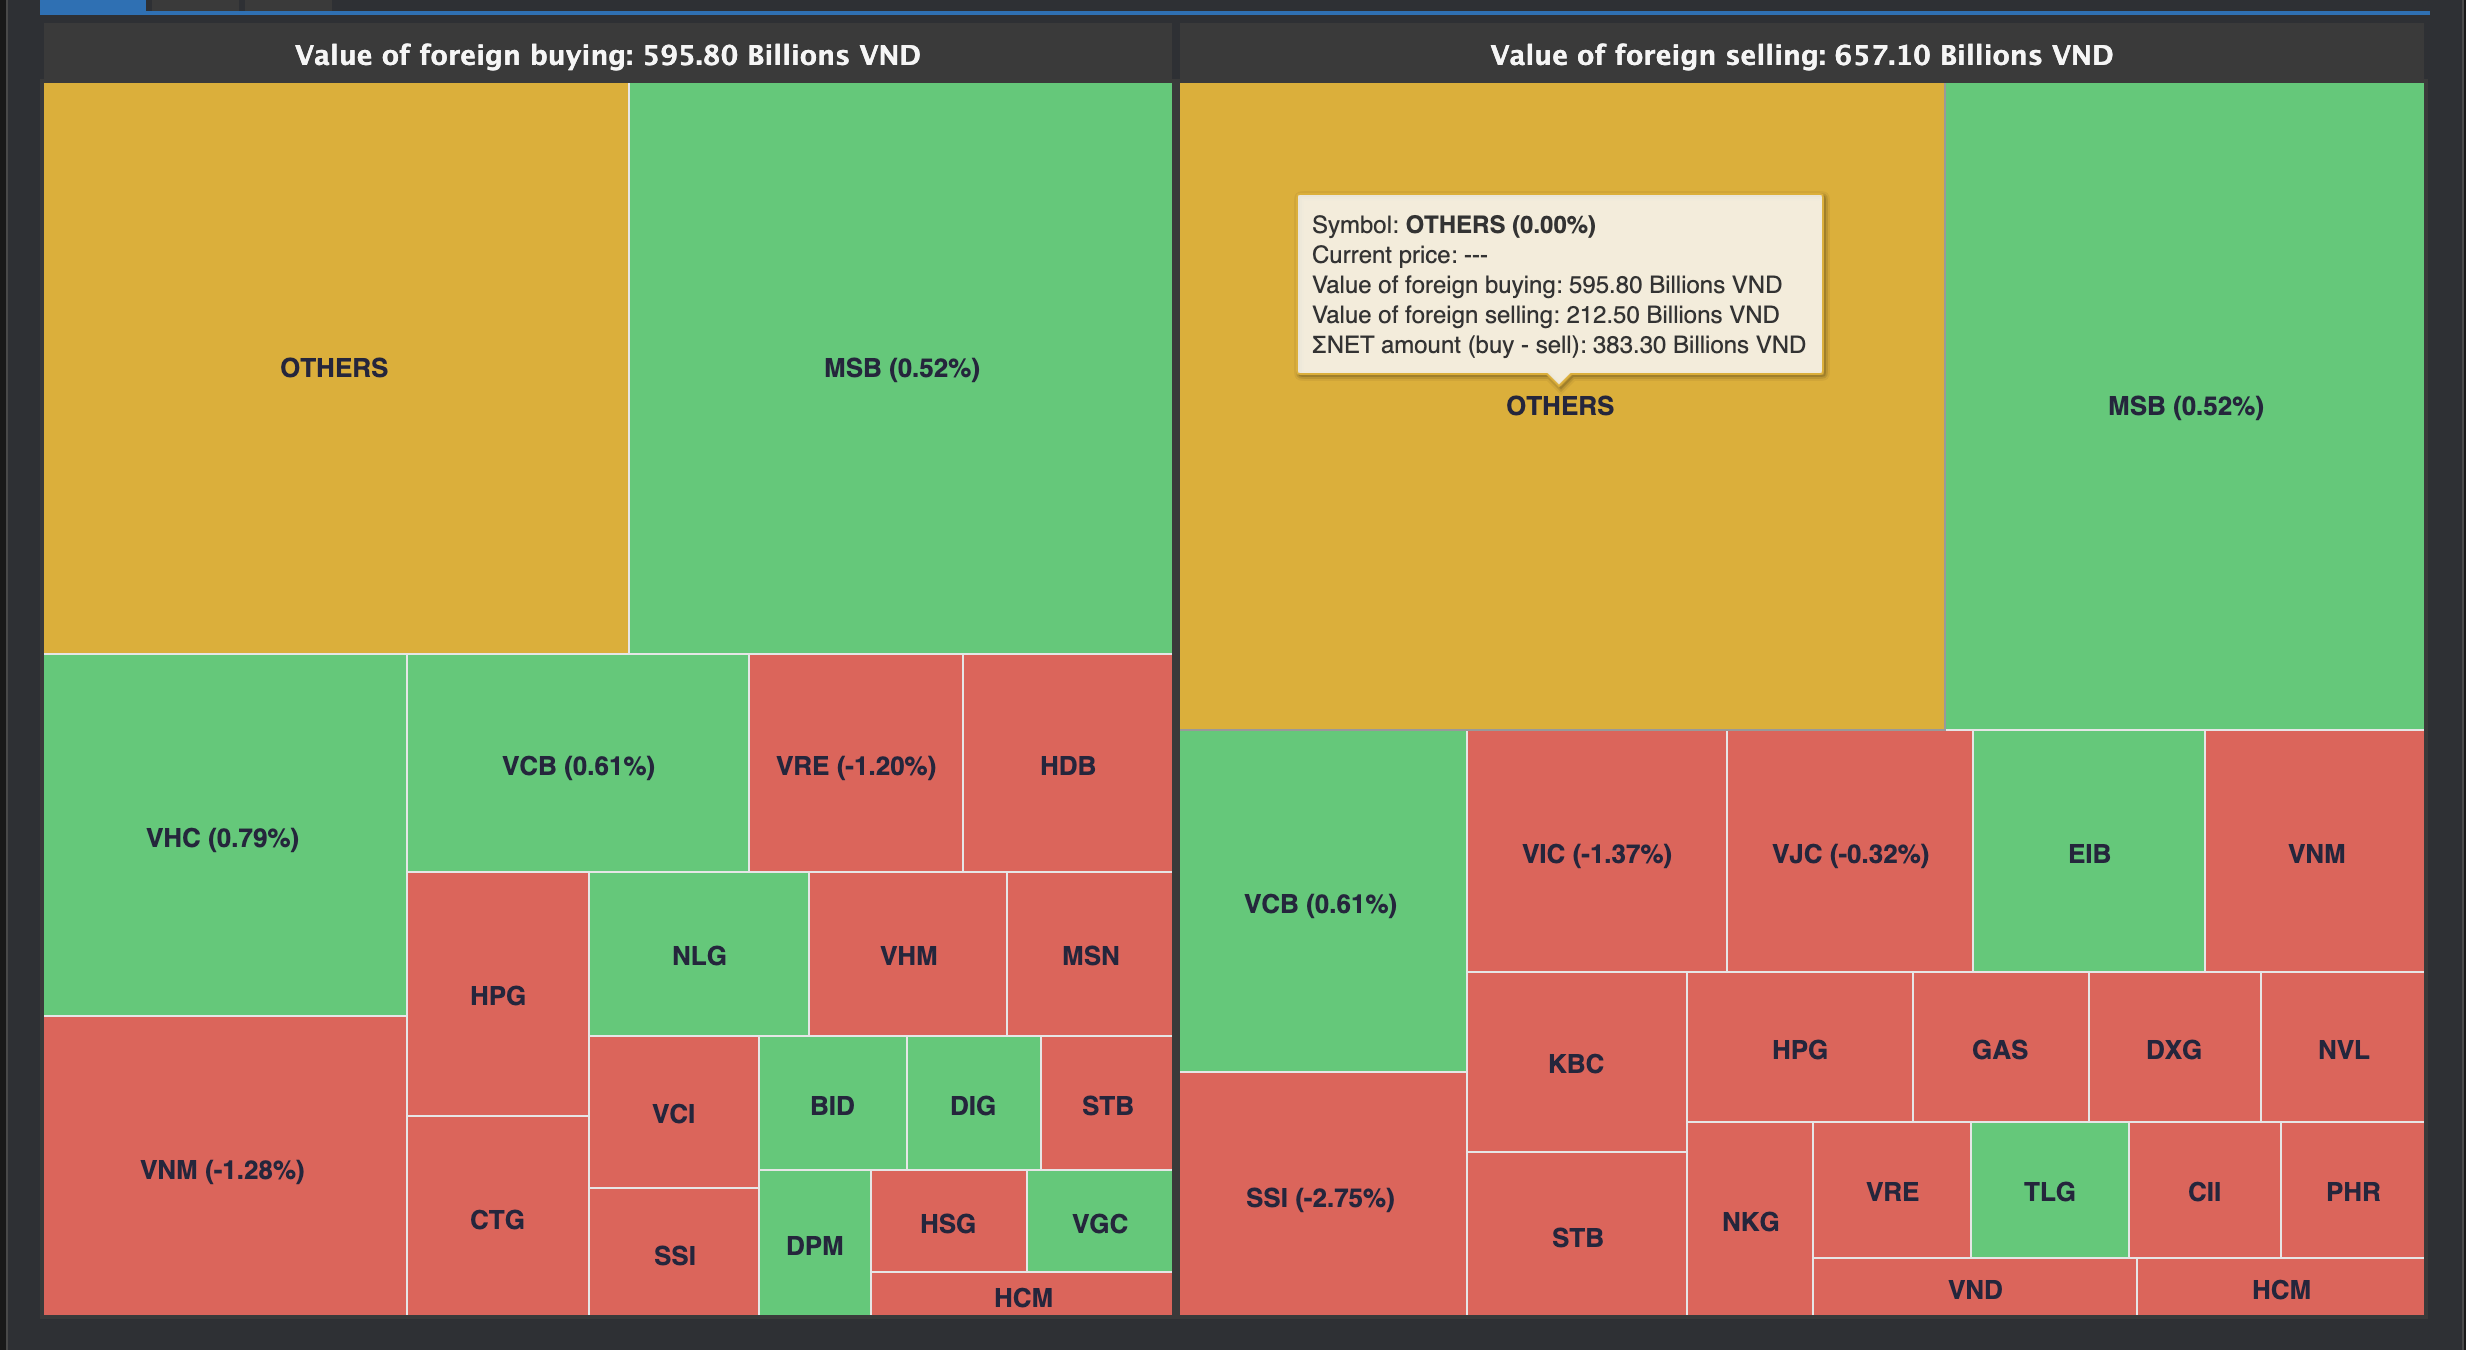 Value of foreign buying: 595.80 Billions VND
OTHERS
MSB (0.52%)
VHC (0.79%)
VCB (0.61%)
VRE (-1.20%)
HDB
VNM (-1.28%)
HPG
NLG
VHM
MSN
CTG
VCI
BID
DIG
STB
SSI
DPM
HSG
VGC
HCM
Value of foreign selling: 657.10 Billions VND
Symbol: OTHERS (0.00%)
Current price: ---
Value of foreign buying: 595.80 Billions VND
Value of foreign selling: 212.50 Billions VND
ΣNET amount (buy - sell): 383.30 Billions VND
OTHERS
MSB (0.52%)
VCB (0.61%)
VIC (-1.37%)
VJC (-0.32%)
EIB
VNM
SSI (-2.75%)
KBC
HPG
GAS
DXG
NVL
STB
NKG
VRE
TLG
CII
PHR
VND
HCM